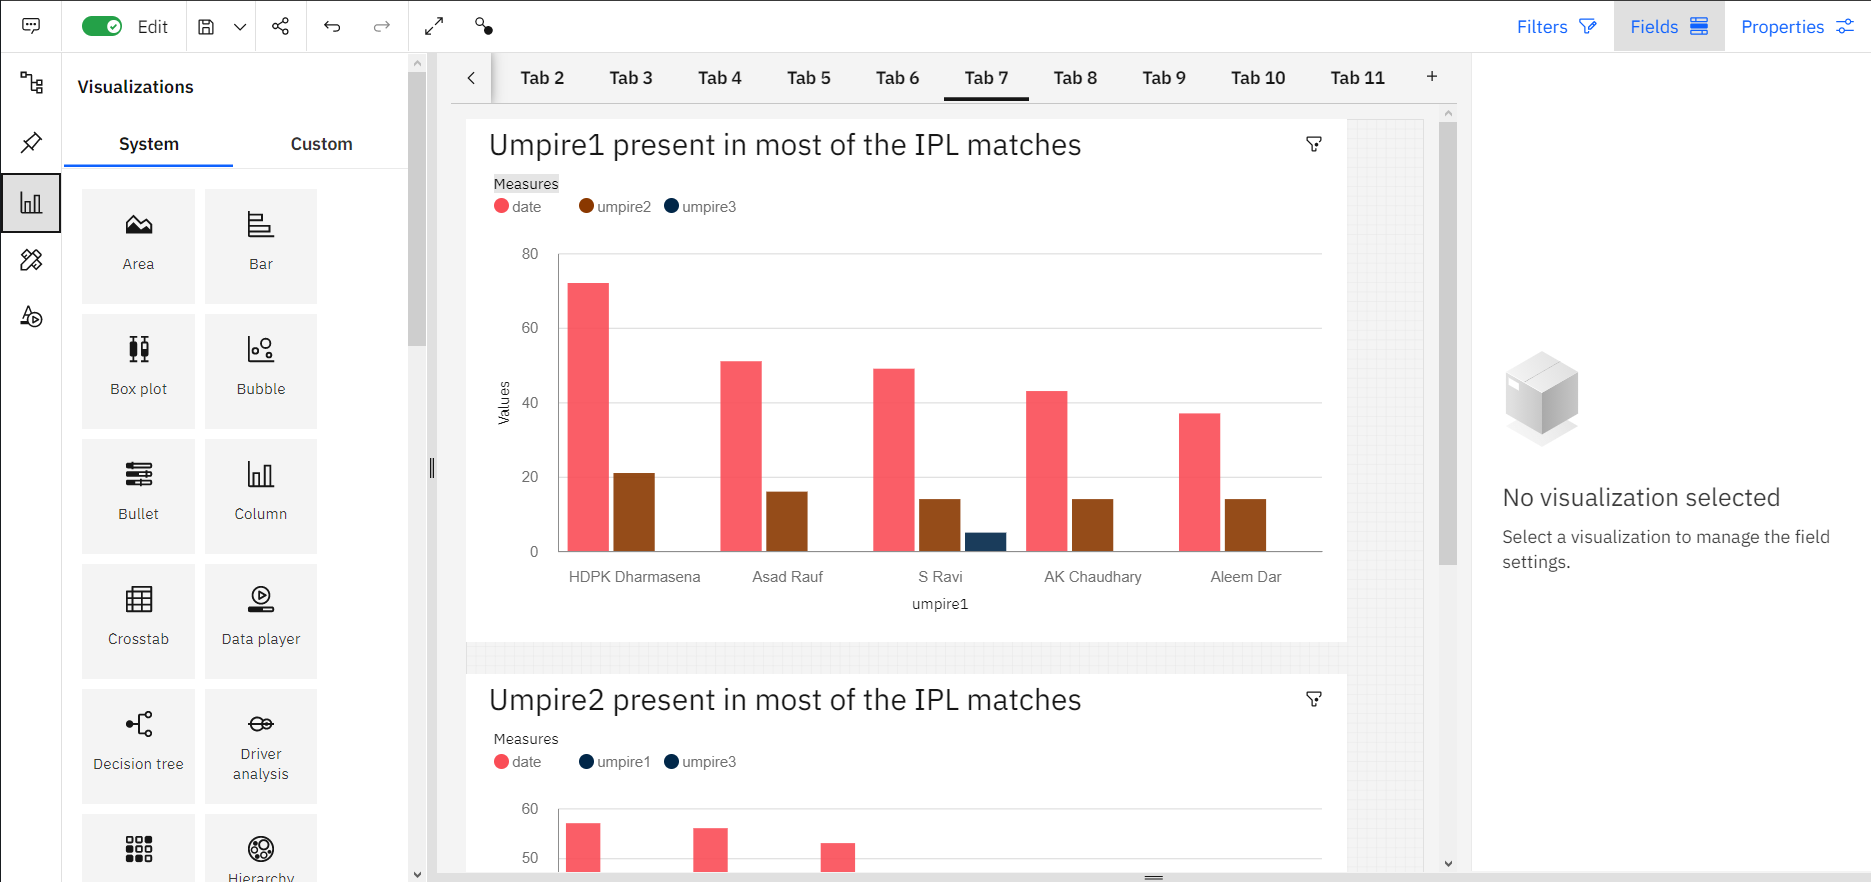 Edit
Filters
Fields
Properties
Visualizations
System
Custom
Area
Bar
Box plot
Bubble
Bullet
Column
Crosstab
Data player
Decision tree
Driver
analysis
Hierarchy
Tab 2
Tab 3
Tab 4
Tab 5
Tab 6
Tab 7
Tab 8
Tab 9
Tab 10
Tab 11
+
Umpire1 present in most of the IPL matches
Measures
date
umpire2
umpire3
80
60
40
20
0
Values
HDPK Dharmasena
Asad Rauf
S Ravi
AK Chaudhary
Aleem Dar
umpire1
Umpire2 present in most of the IPL matches
Measures
date
umpire1
umpire3
60
50
No visualization selected
Select a visualization to manage the field
settings.